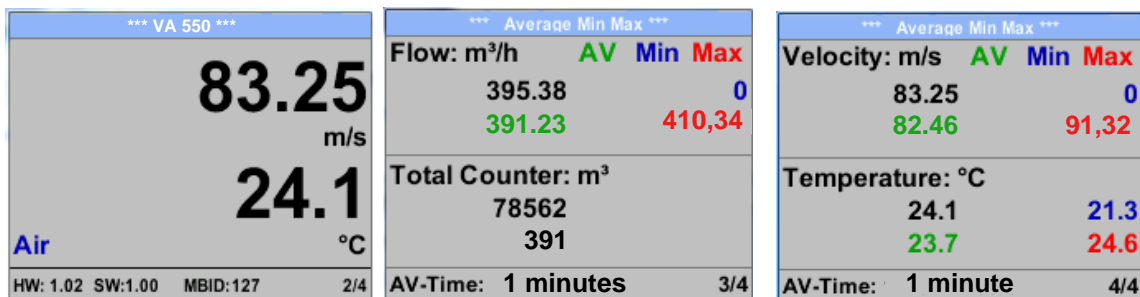 *** VA 550 ***
83.25
m/s
24.1
Air °C
HW: 1.02 SW:1.00 MBID:127 2/4
*** Average Min Max ***
Flow: m³/h AV Min Max
395.38 0
391.23 410,34
Total Counter: m³
78562
391
AV-Time: 1 minutes 3/4
*** Average Min Max ***
Velocity: m/s AV Min Max
83.25 0
82.46 91,32
Temperature: °C
24.1 21.3
23.7 24.6
AV-Time: 1 minute 4/4